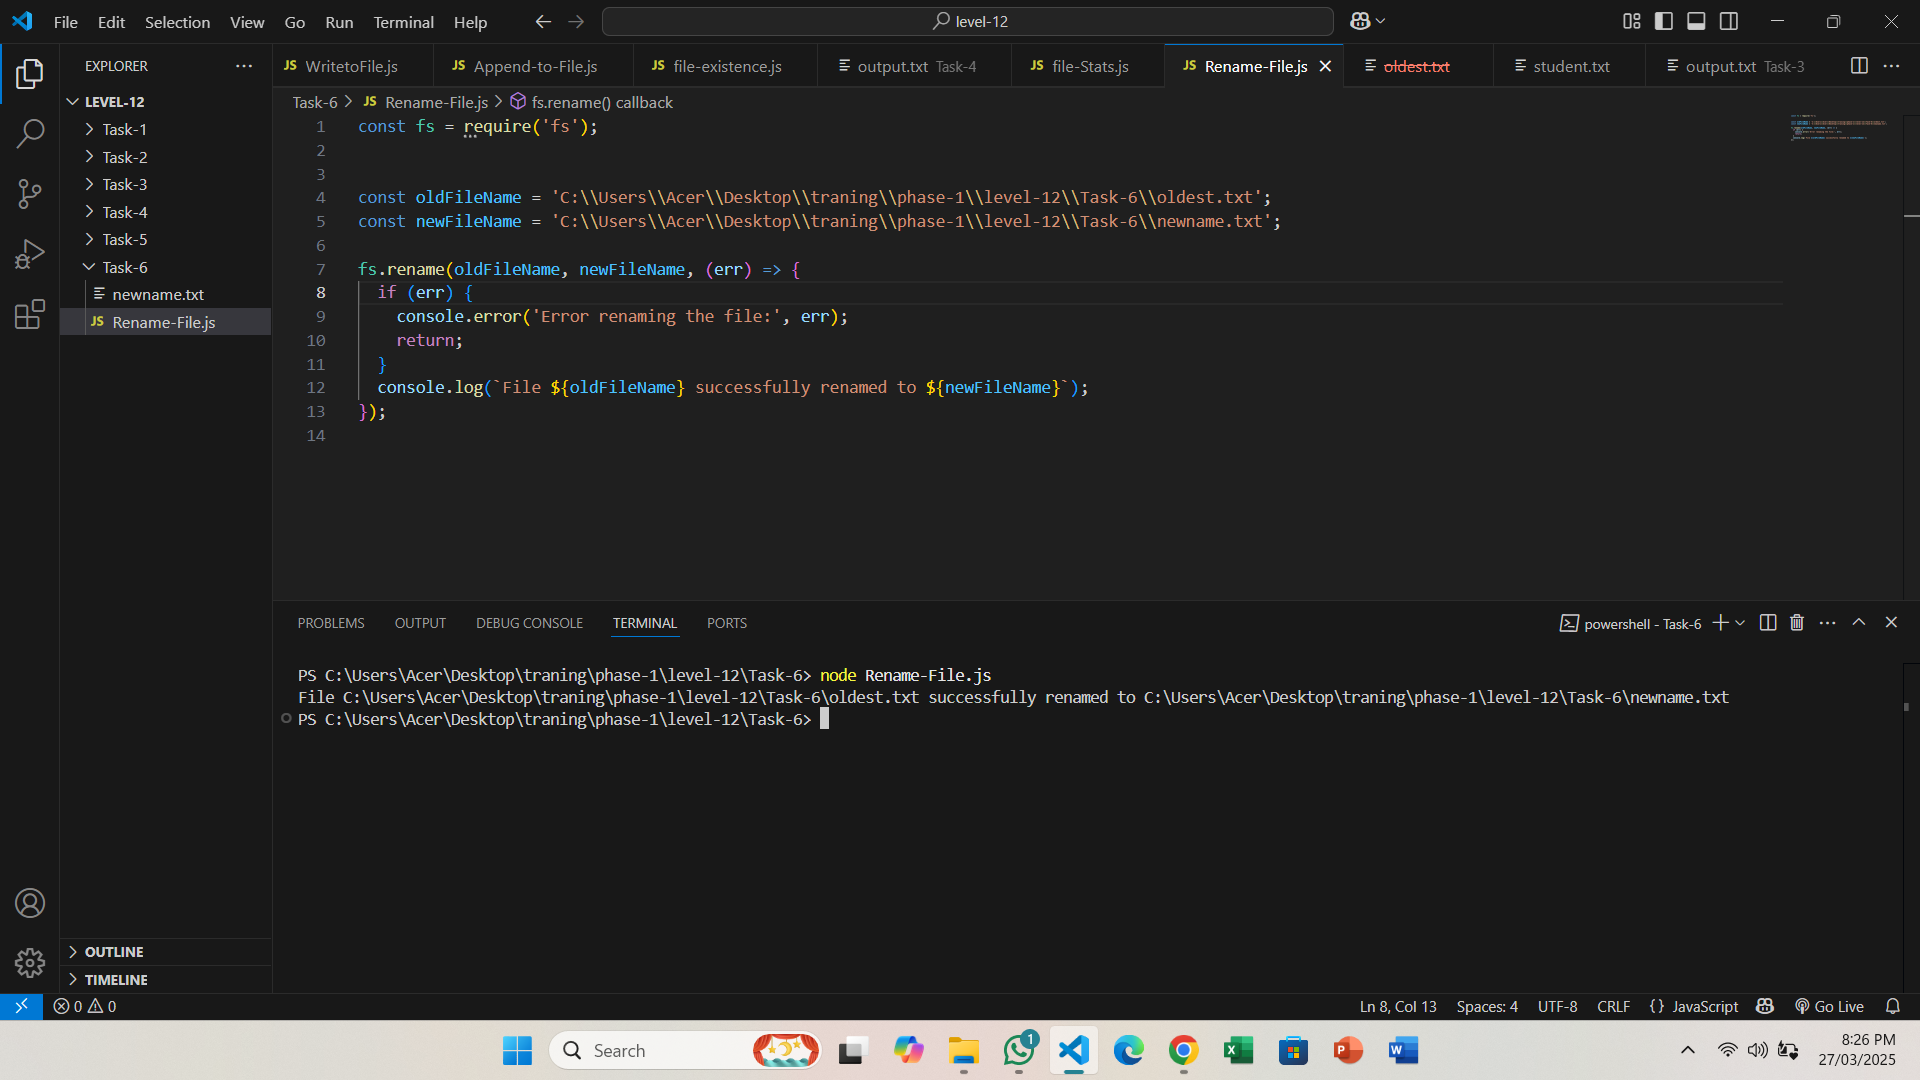 File Edit Selection View Go Run Terminal Help
level-12
EXPLORER
WritetoFile.js
Append-to-File.js
file-existence.js
output.txt Task-4
file-Stats.js
Rename-File.js
oldest.txt
student.txt
output.txt Task-3
LEVEL-12
Task-1
Task-2
Task-3
Task-4
Task-5
Task-6
newname.txt
JS Rename-File.js
Task-6 > JS Rename-File.js > fs.rename() callback
1 const fs = require('fs');
2
3
4 const oldFileName = 'C:\\Users\\Acer\\Desktop\\traning\\phase-1\\level-12\\Task-6\\oldest.txt';
5 const newFileName = 'C:\\Users\\Acer\\Desktop\\traning\\phase-1\\level-12\\Task-6\\newname.txt';
6
7 fs.rename(oldFileName, newFileName, (err) => {
8 if (err) {
9 console.error('Error renaming the file:', err);
10 return;
11 }
12 console.log(`File ${oldFileName} successfully renamed to ${newFileName}`);
13 });
14
PROBLEMS OUTPUT DEBUG CONSOLE TERMINAL PORTS
powershell - Task-6
PS C:\Users\Acer\Desktop\traning\phase-1\level-12\Task-6> node Rename-File.js
File C:\Users\Acer\Desktop\traning\phase-1\level-12\Task-6\oldest.txt successfully renamed to C:\Users\Acer\Desktop\traning\phase-1\level-12\Task-6\newname.txt
PS C:\Users\Acer\Desktop\traning\phase-1\level-12\Task-6>
OUTLINE
TIMELINE
0 0
Ln 8, Col 13 Spaces: 4 UTF-8 CRLF {} JavaScript Go Live
Search
1
8:26 PM
27/03/2025